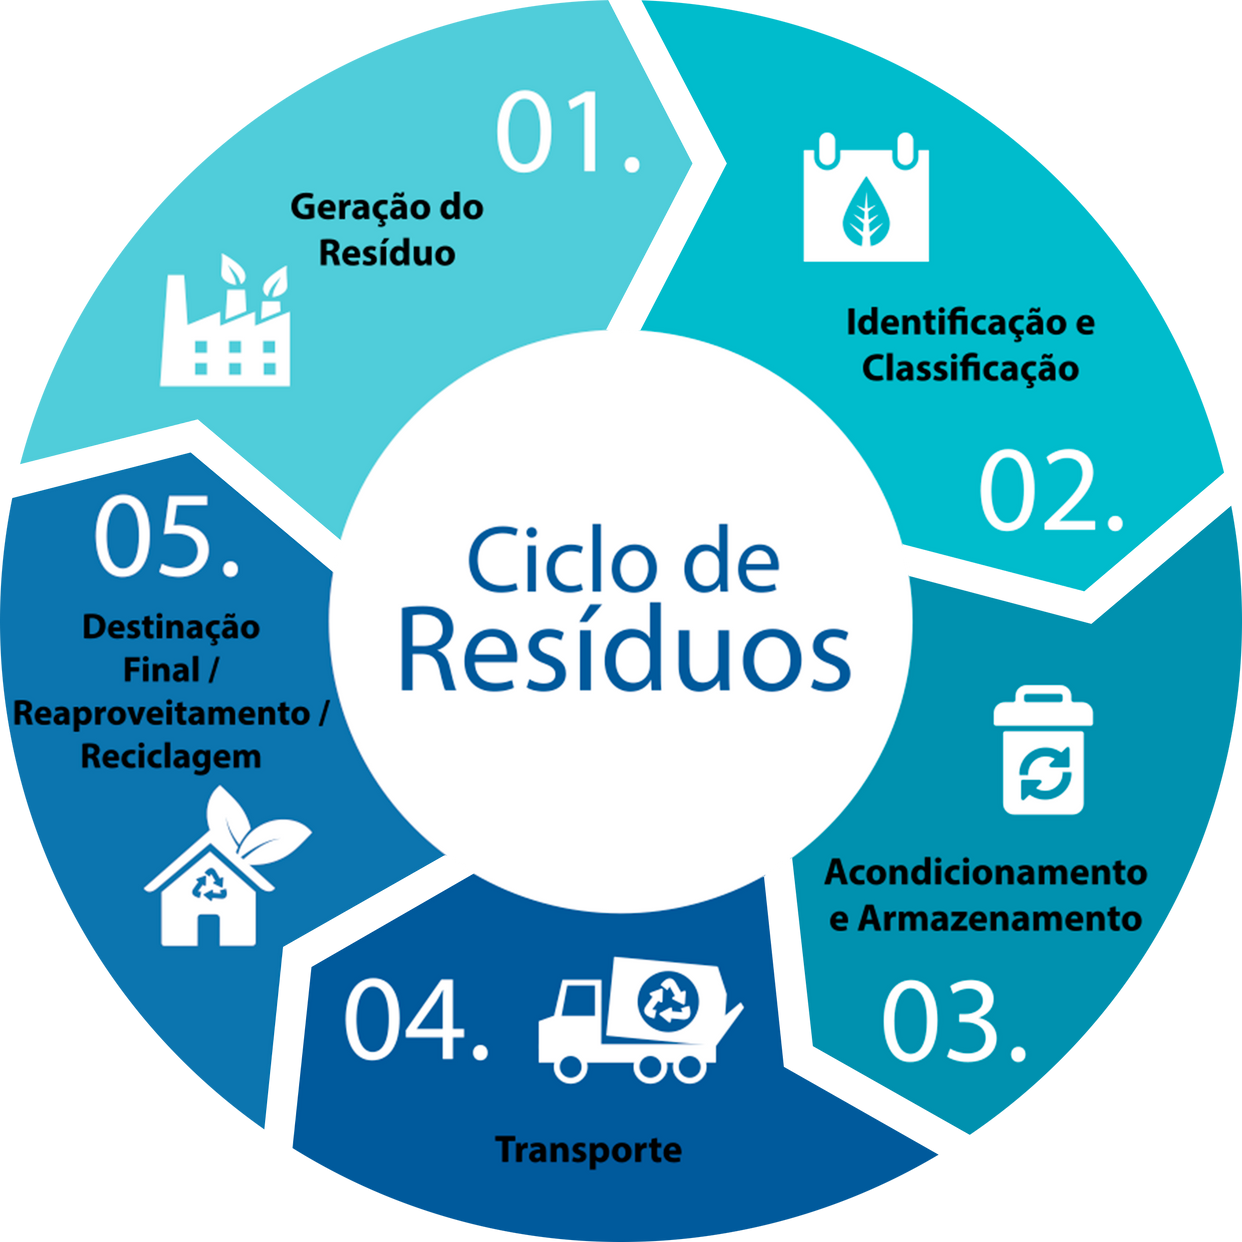 Ciclo de
Resíduos
01.
Geração do
Resíduo
Identificação e
Classificação
02.
Acondicionamento
e Armazenamento
03.
04.
Transporte
05.
Destinação
Final /
Reaproveitamento /
Reciclagem